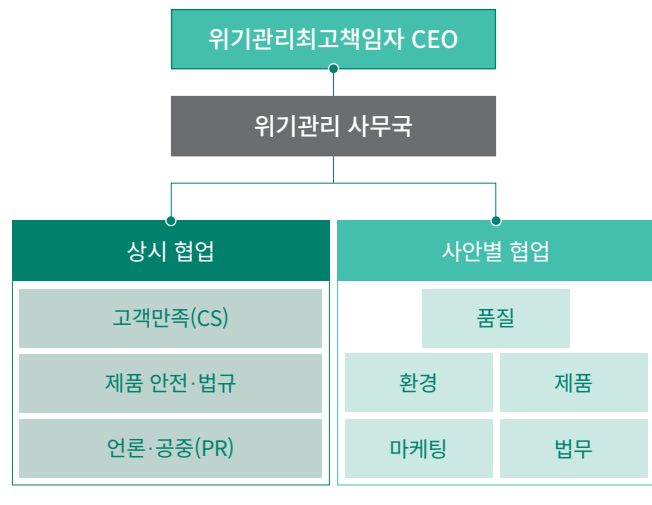 위기관리최고책임자 CEO
위기관리 사무국
상시 협업
고객만족(CS)
제품 안전·법규
언론·공중(PR)
사안별 협업
품질
환경
제품
마케팅
법무